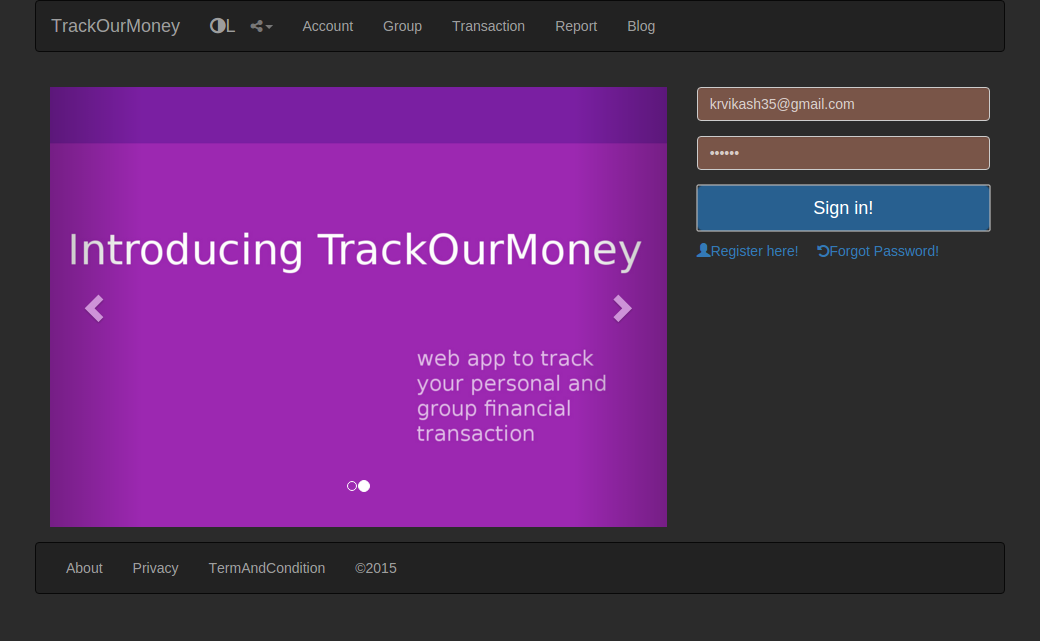 TrackOurMoney L Account Group Transaction Report Blog
krvikash35@gmail.com
••••••
Sign in!
Register here! Forgot Password!
Introducing TrackOurMoney
web app to track
your personal and
group financial
transaction
About Privacy TermAndCondition ©2015